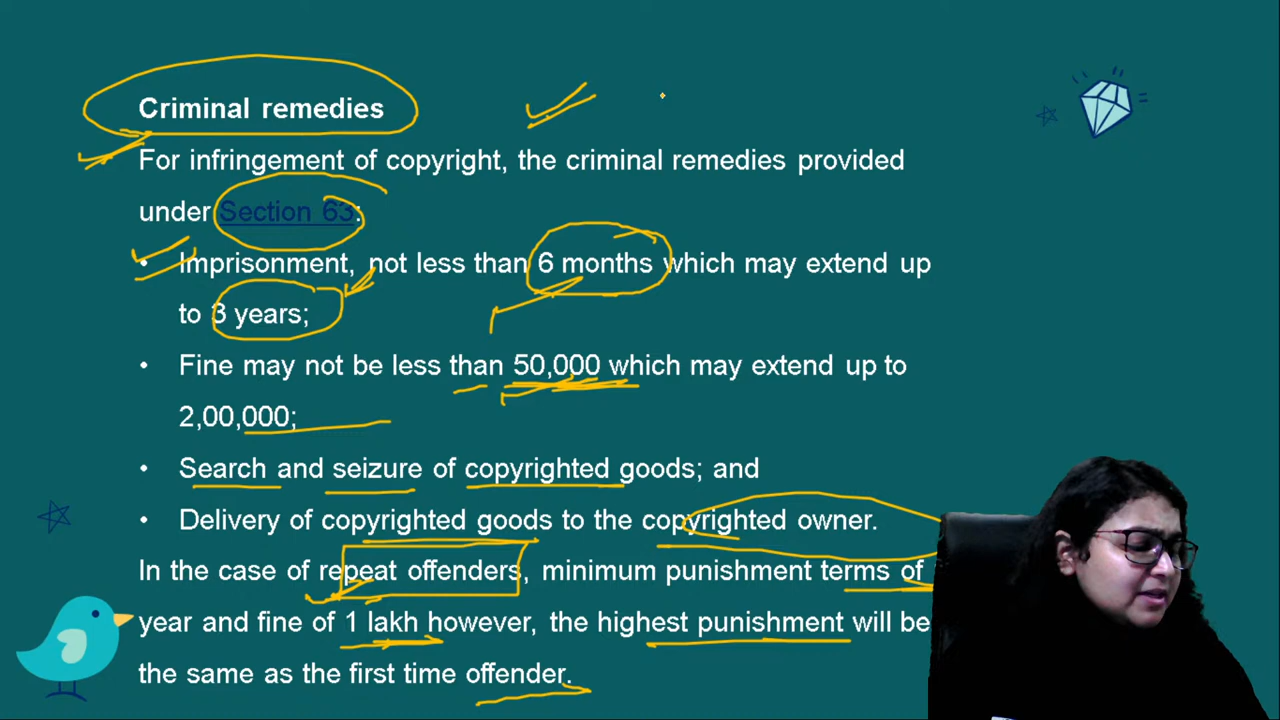 Criminal remedies
For infringement of copyright, the criminal remedies provided
under Section 63:
• Imprisonment, not less than 6 months which may extend up
to 3 years;
• Fine may not be less than 50,000 which may extend up to
2,00,000;
• Search and seizure of copyrighted goods; and
• Delivery of copyrighted goods to the copyrighted owner.
In the case of repeat offenders, minimum punishment terms of
year and fine of 1 lakh however, the highest punishment will be
the same as the first time offender.